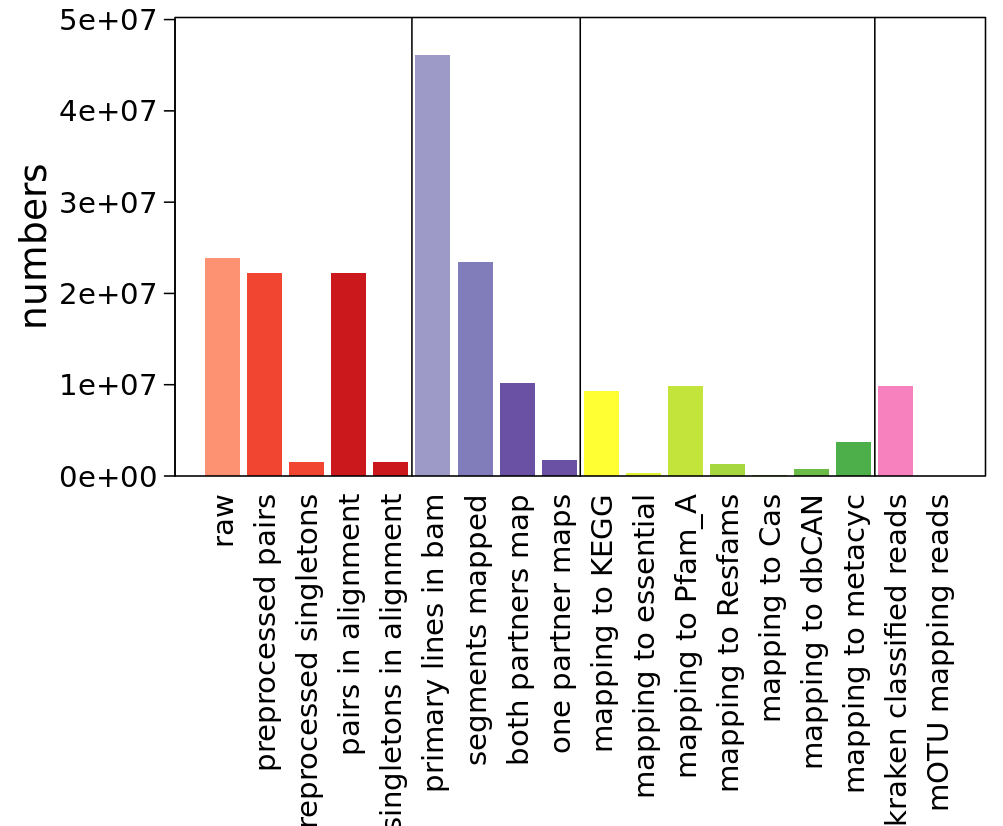 numbers
5e+07
4e+07
3e+07
2e+07
1e+07
0e+00
raw
preprocessed pairs
reprocessed singletons
pairs in alignment
singletons in alignment
primary lines in bam
segments mapped
both partners map
one partner maps
mapping to KEGG
mapping to essential
mapping to Pfam_A
mapping to Resfams
mapping to Cas
mapping to dbCAN
mapping to metacyc
kraken classified reads
mOTU mapping reads